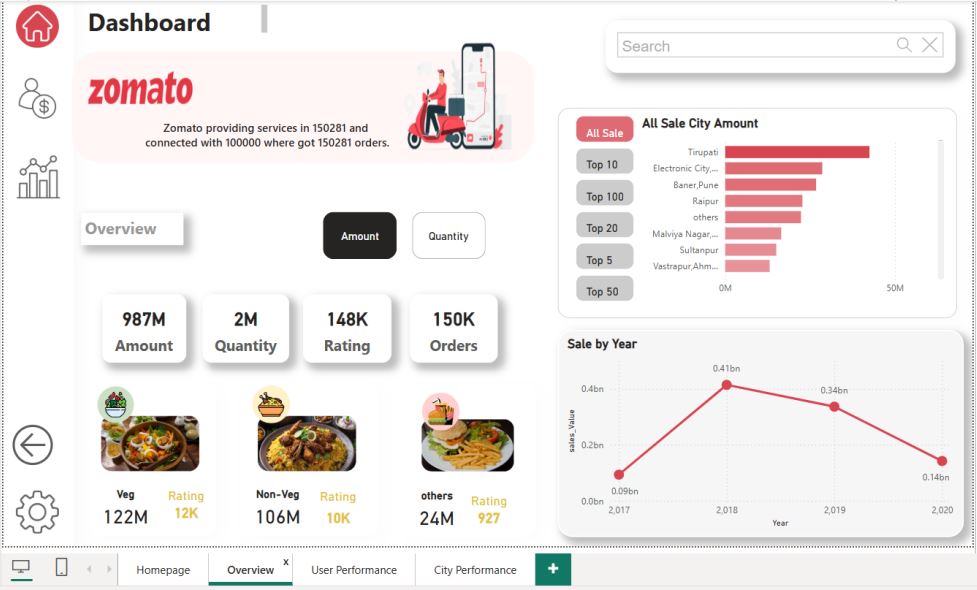 Dashboard
Search
zomato
Zomato providing services in 150281 and
connected with 100000 where got 150281 orders.
Overview
Amount
Quantity
987M
Amount
2M
Quantity
148K
Rating
150K
Orders
Veg
122M
Rating
12K
Non-Veg
106M
Rating
10K
others
24M
Rating
927
All Sale
Top 10
Top 100
Top 20
Top 5
Top 50
All Sale City Amount
Tirupati
Electronic City,...
Baner,Pune
Raipur
others
Malviya Nagar,...
Sultanpur
Vastrapur,Ahm...
0M
50M
Sale by Year
sales_Value
0.4bn
0.2bn
0.0bn
0.09bn
0.41bn
0.34bn
0.14bn
2,017
2,018
2,019
2,020
Year
Homepage
Overview
x
User Performance
City Performance
+